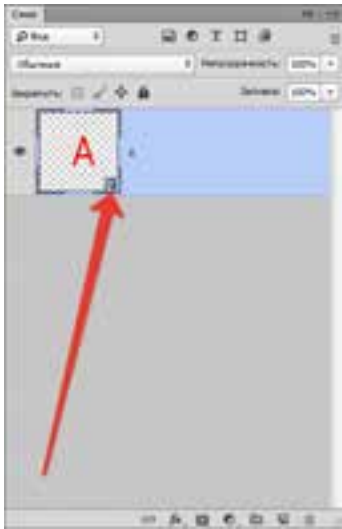 Слои
Вид
Обычные
Непрозрачность: 100%
Закрепить: Заливка: 100%
A